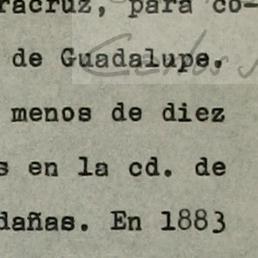 racruz, para co-
de Guadalupe.
menos de diez
s en la cd. de
dañas. En 1883